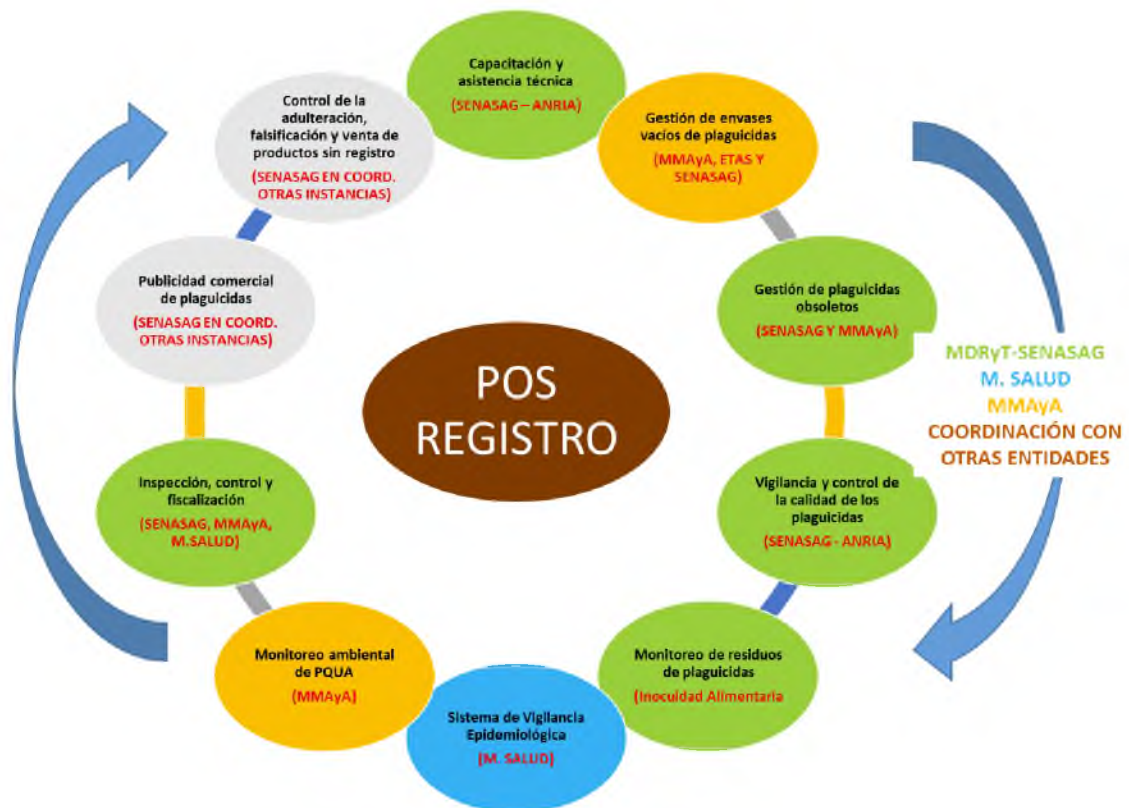 Capacitación y
asistencia técnica
(SENASAG – ANRIA)
Gestión de envases
vacíos de plaguicidas
(MMAyA, ETAS Y
SENASAG)
Gestión de plaguicidas
obsoletos
(SENASAG Y MMAyA)
Vigilancia y control de
la calidad de los
plaguicidas
(SENASAG - ANRIA)
Monitoreo de residuos
de plaguicidas
(Inocuidad Alimentaria
Sistema de Vigilancia
Epidemiológica
(M. SALUD)
Monitoreo ambiental
de PQUA
(MMAyA)
Inspección, control y
fiscalización
(SENASAG, MMAyA,
M.SALUD)
Publicidad comercial
de plaguicidas
(SENASAG EN COORD.
OTRAS INSTANCIAS)
Control de la
adulteración,
falsificación y venta de
productos sin registro
(SENASAG EN COORD.
OTRAS INSTANCIAS)
POS
REGISTRO
MDRyT-SENASAG
M. SALUD
MMAyA
COORDINACIÓN CON
OTRAS ENTIDADES